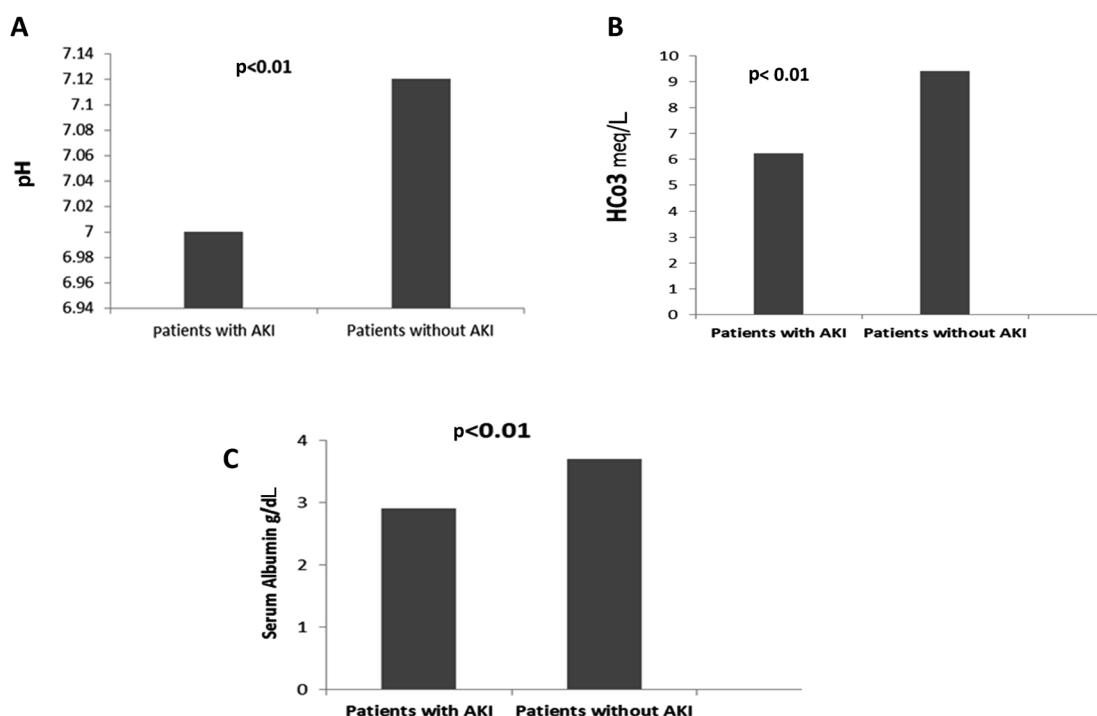 A
p<0.01
pH
7.14
7.12
7.1
7.08
7.06
7.04
7.02
7
6.98
6.96
6.94
patients with AKI Patients without AKI
B
p< 0.01
HCo3 meq/L
10
9
8
7
6
5
4
3
2
1
0
Patients with AKI Patients without AKI
C
p<0.01
Serum Albumin g/dL
4
3
2
1
0
Patients with AKI Patients without AKI